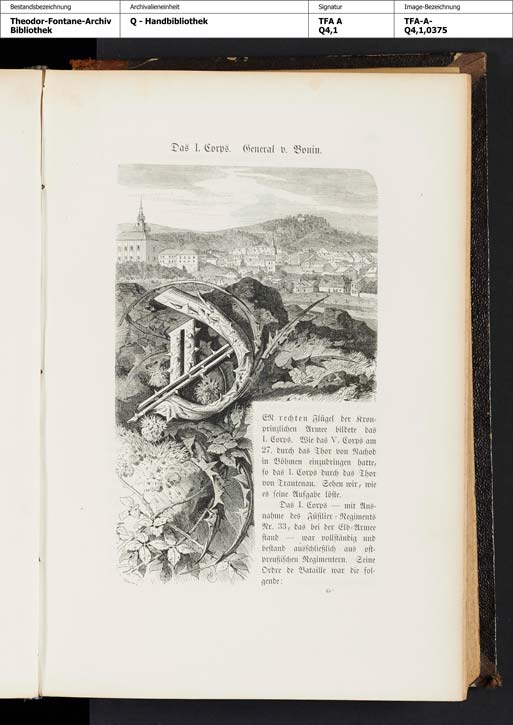 Bestandsbezeichnung
Archivalieneinheit
Signatur
Image-Bezeichnung
Theodor-Fontane-Archiv
Bibliothek
Q - Handbibliothek
TFA A
Q4,1
TFA-A-
Q4,1,0375
Das I. Corps. General v. Bonin.
D
EN rechten Flügel der Kron-
prinzlichen Armee bildete das
I. Corps. Wie das V. Corps am
27. durch das Thor von Nachod
in Böhmen einzudringen hatte,
so das I. Corps durch das Thor
von Trautenau. Sehen wir, wie
es seine Aufgabe löste.
Das I. Corps — mit Aus-
nahme des Füsilier-Regiments
Nr. 33, das bei der Elb-Armee
stand — war vollständig und
bestand ausschließlich aus ost-
preußischen Regimentern. Seine
Ordre de Bataille war die fol-
gende: